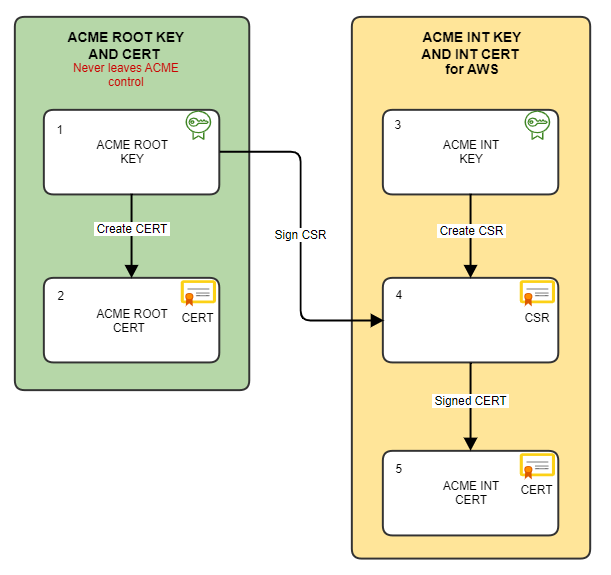 ACME ROOT KEY
AND CERT
Never leaves ACME
control
1
ACME ROOT
KEY
Create CERT
2
ACME ROOT
CERT
CERT
Sign CSR
ACME INT KEY
AND INT CERT
for AWS
3
ACME INT
KEY
Create CSR
4
CSR
Signed CERT
5
ACME INT
CERT
CERT